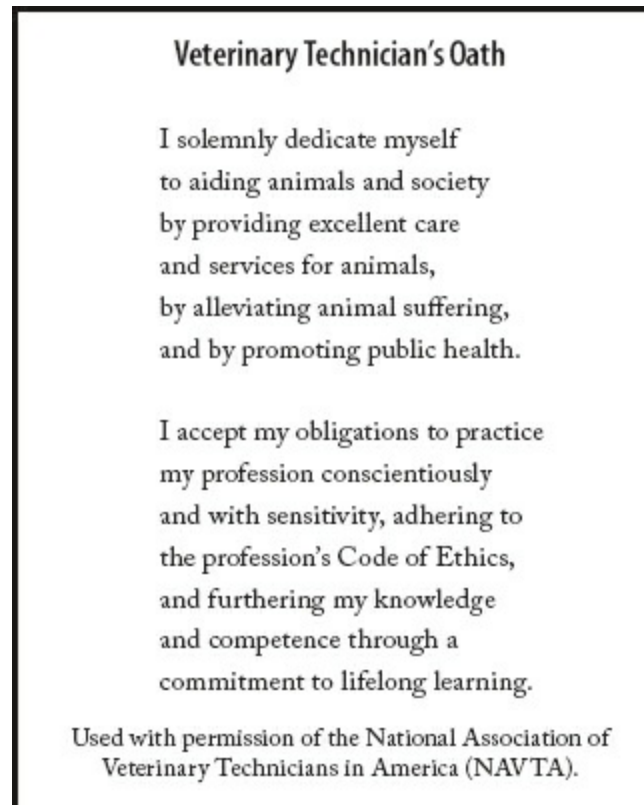 Veterinary Technician's Oath
I solemnly dedicate myself
to aiding animals and society
by providing excellent care
and services for animals,
by alleviating animal suffering,
and by promoting public health.
I accept my obligations to practice
my profession conscientiously
and with sensitivity, adhering to
the profession's Code of Ethics,
and furthering my knowledge
and competence through a
commitment to lifelong learning.
Used with permission of the National Association of
Veterinary Technicians in America (NAVTA).